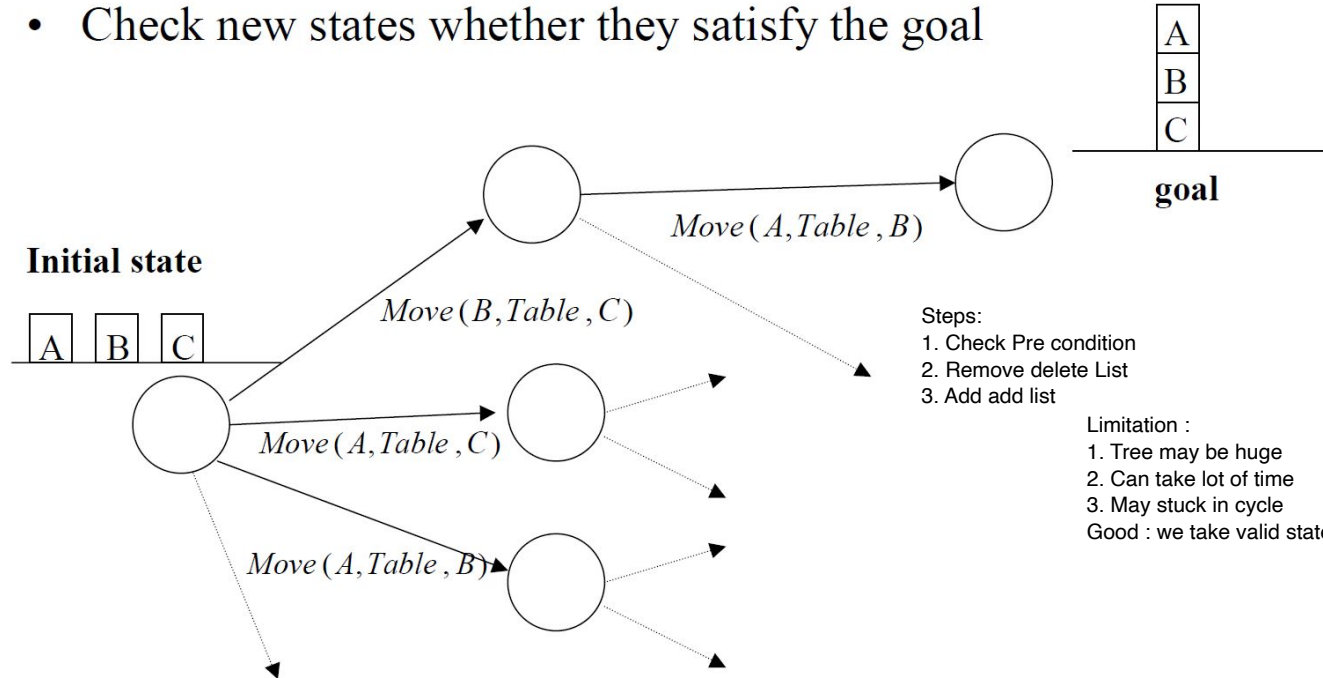 • Check new states whether they satisfy the goal
A
B
C
goal
Move(A,Table,B)
Initial state
A B C
Move(B,Table,C)
Steps:
1. Check Pre condition
2. Remove delete List
3. Add add list
Limitation :
1. Tree may be huge
2. Can take lot of time
3. May stuck in cycle
Good : we take valid state
Move(A,Table,C)
Move(A,Table,B)